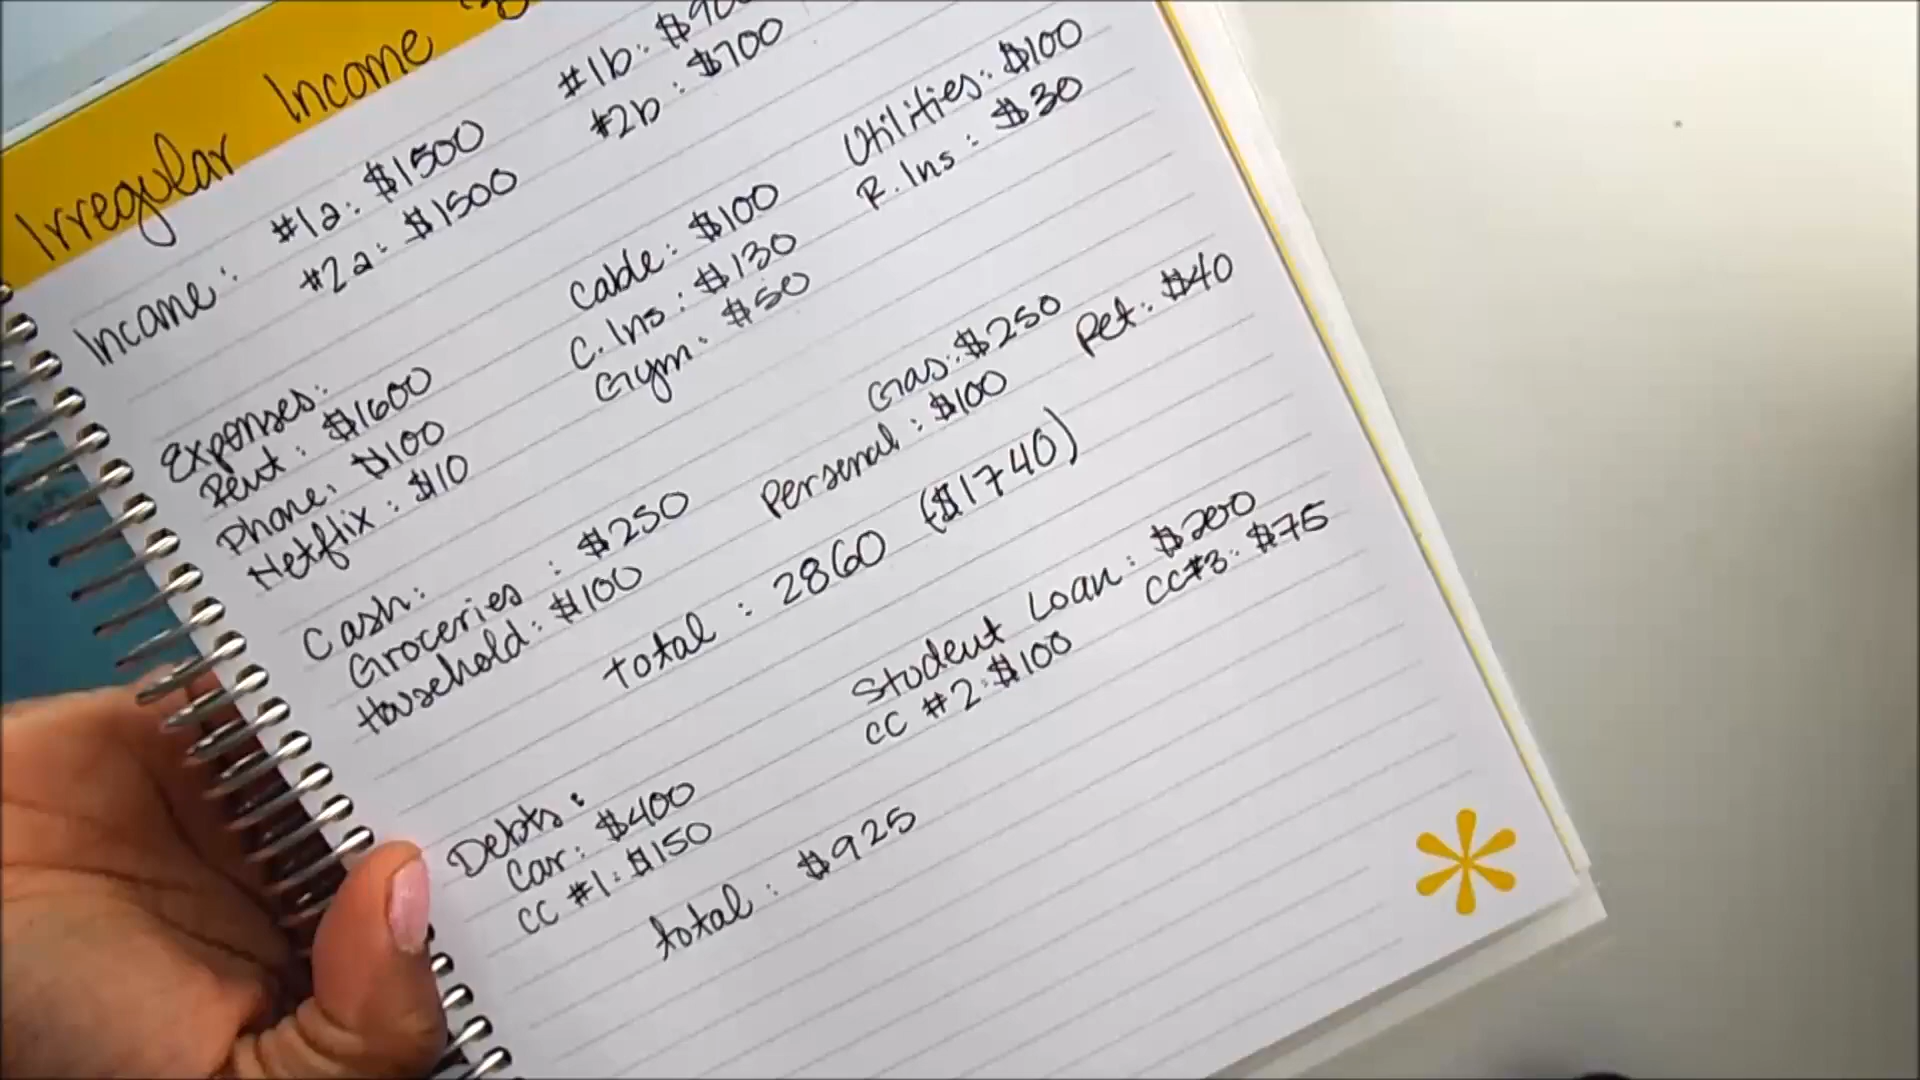 Irregular Income
Income: #1a: $1500 #1b: $900
#2a: $1500 #2b: $700
Expenses:
Rent: $1600 Cable: $100 Utilities: $100
Phone: $100 C. Ins: $130 R. Ins: $30
Netflix: $10 Gym: $50
Cash:
Groceries: $250 Gas: $250
Household: $100 Personal: $100 Pet: $40
total: 2860 ($1740)
Debts:
Car: $400 Student Loan: $200
CC #1: $150 CC #2: $100 CC#3: $75
total: $925